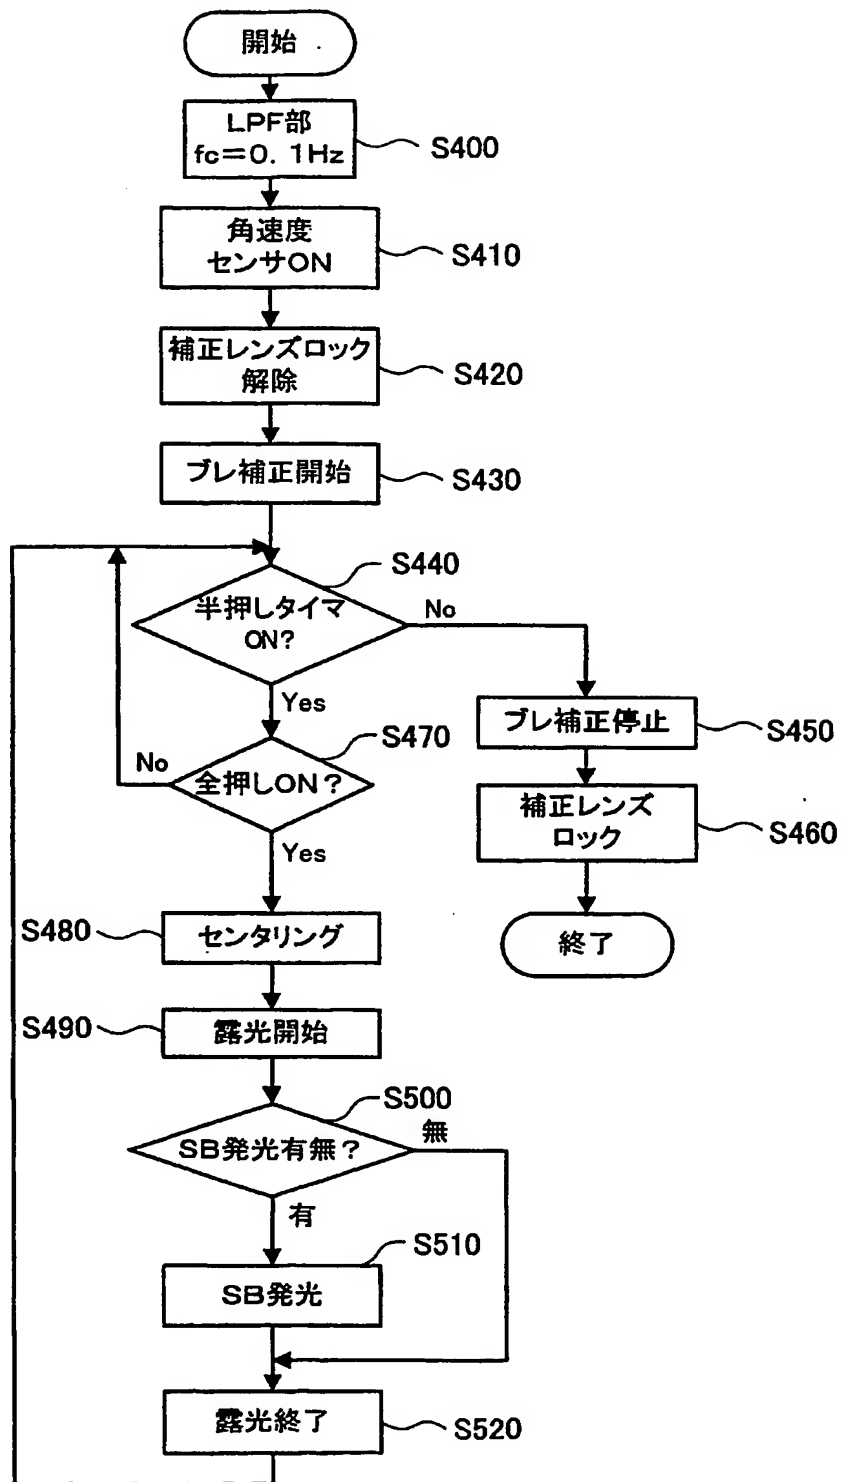 開始
LPF部
fc=0. 1Hz
S400
角速度
センサON
S410
補正レンズロック
解除
S420
ブレ補正開始
S430
S440
半押しタイマ
ON?
No
Yes
ブレ補正停止
S450
S470
全押しON?
No
Yes
補正レンズ
ロック
S460
終了
S480
センタリング
S490
露光開始
S500
SB発光有無?
無
有
S510
SB発光
露光終了
S520